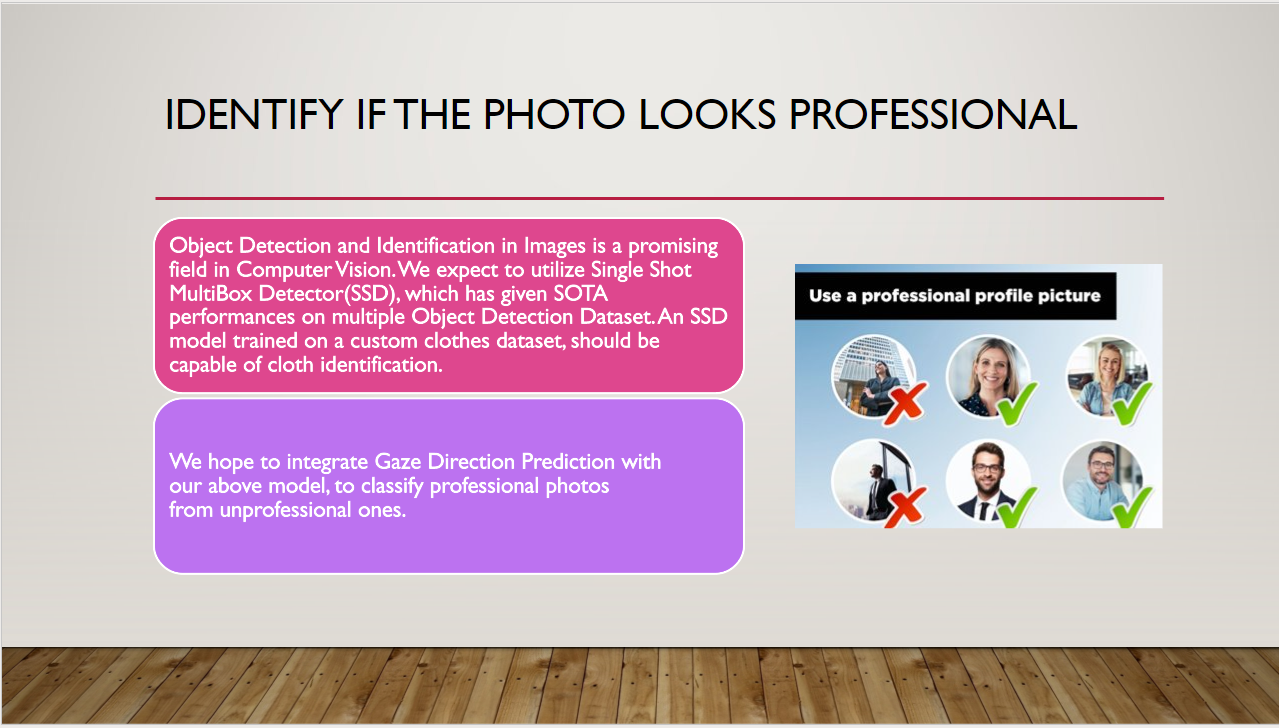 IDENTIFY IF THE PHOTO LOOKS PROFESSIONAL
Object Detection and Identification in Images is a promising
field in Computer Vision. We expect to utilize Single Shot
MultiBox Detector(SSD), which has given SOTA
performances on multiple Object Detection Dataset. An SSD
model trained on a custom clothes dataset, should be
capable of cloth identification.
We hope to integrate Gaze Direction Prediction with
our above model, to classify professional photos
from unprofessional ones.
Use a professional profile picture